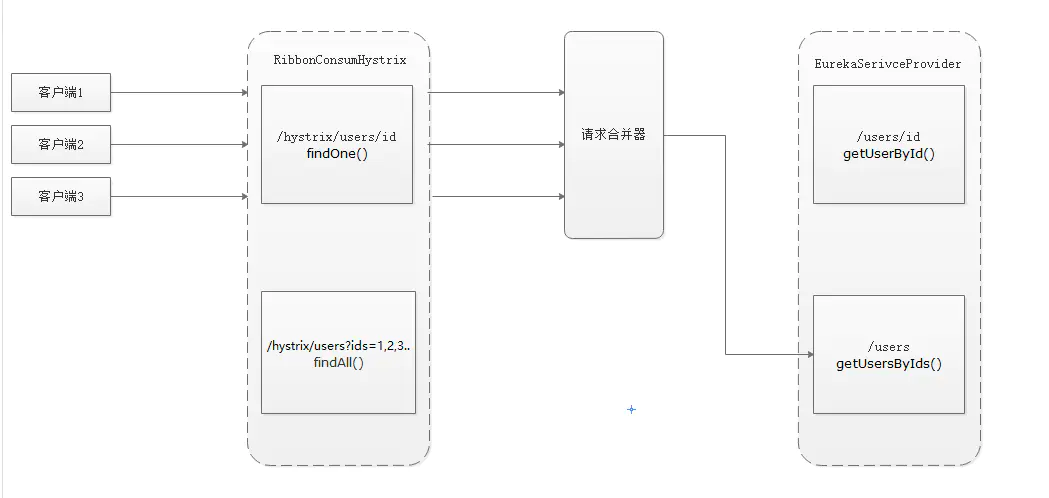 客户端1
客户端2
客户端3
RibbonConsumHystrix
/hystrix/users/id
findOne()
/hystrix/users?ids=1,2,3..
findAll()
请求合并器
EurekaSerivceProvider
/users/id
getUserById()
/users
getUsersByIds()